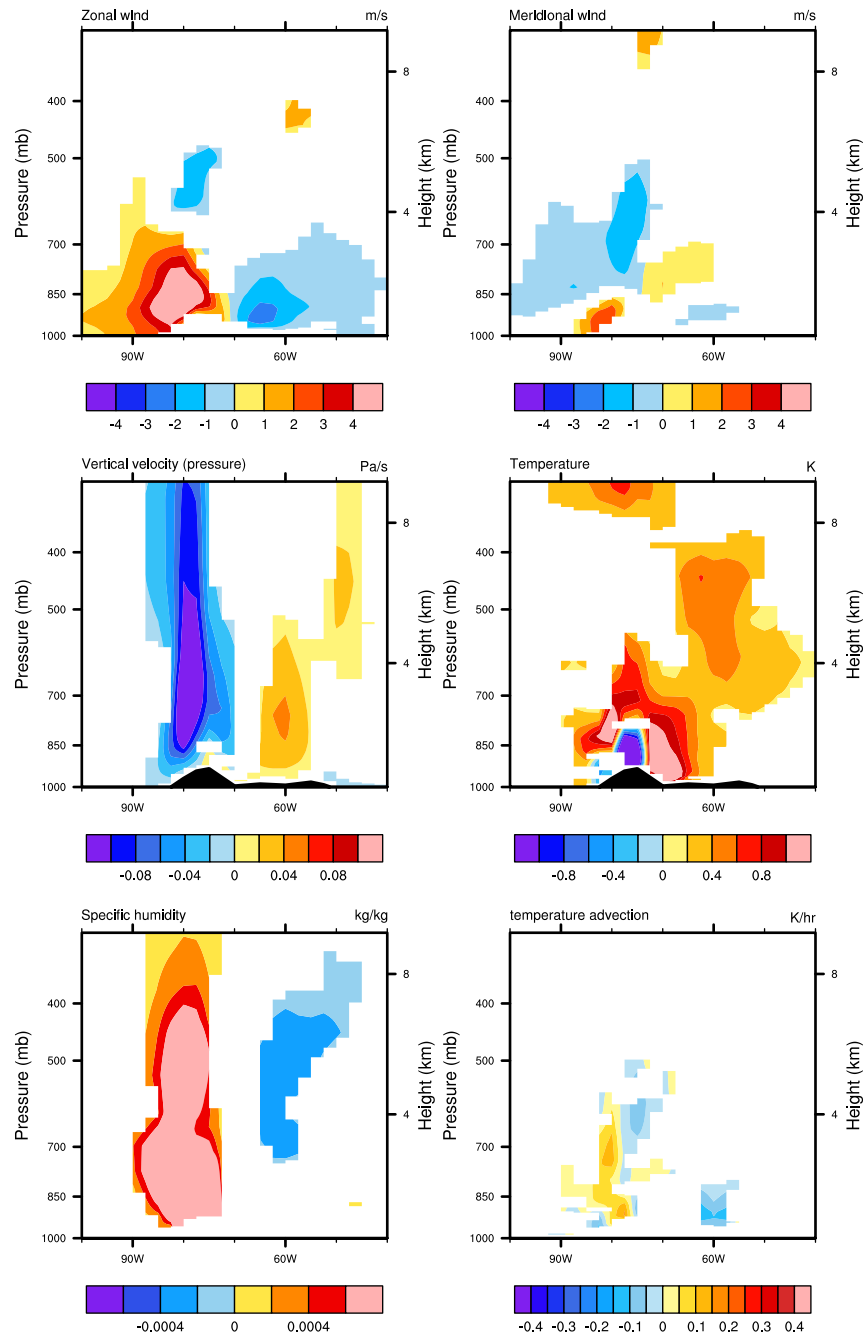 Zonal wind m/s
Pressure (mb)
400
500
700
850
1000
8
4
Height (km)
90W 60W
-4 -3 -2 -1 0 1 2 3 4
Meridional wind m/s
Pressure (mb)
400
500
700
850
1000
8
4
Height (km)
90W 60W
-4 -3 -2 -1 0 1 2 3 4
Vertical velocity (pressure) Pa/s
Pressure (mb)
400
500
700
850
1000
8
4
Height (km)
90W 60W
-0.08 -0.04 0 0.04 0.08
Temperature K
Pressure (mb)
400
500
700
850
1000
8
4
Height (km)
90W 60W
-0.8 -0.4 0 0.4 0.8
Specific humidity kg/kg
Pressure (mb)
400
500
700
850
1000
8
4
Height (km)
90W 60W
-0.0004 0 0.0004
temperature advection K/hr
Pressure (mb)
400
500
700
850
1000
8
4
Height (km)
90W 60W
-0.4 -0.3 -0.2 -0.1 0 0.1 0.2 0.3 0.4